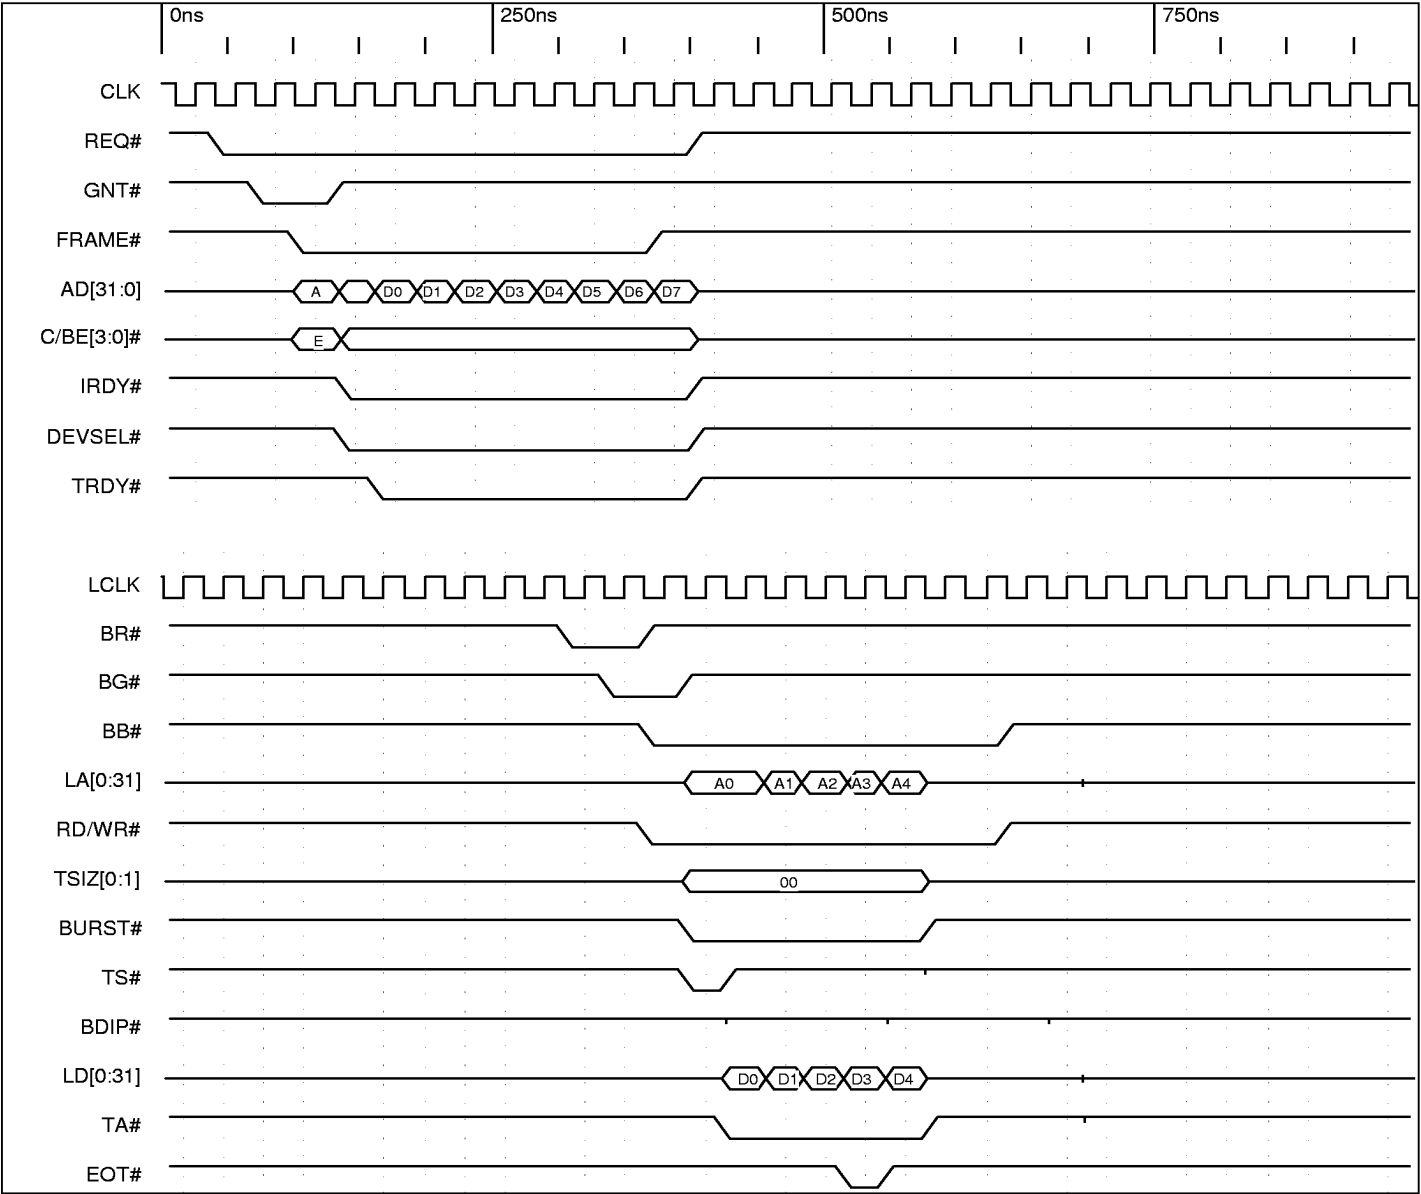 0ns 250ns 500ns 750ns
CLK
REQ#
GNT#
FRAME#
AD[31:0] A D0 D1 D2 D3 D4 D5 D6 D7
C/BE[3:0]# E
IRDY#
DEVSEL#
TRDY#
LCLK
BR#
BG#
BB#
LA[0:31] A0 A1 A2 A3 A4
RD/WR#
TSIZ[0:1] 00
BURST#
TS#
BDIP#
LD[0:31] D0 D1 D2 D3 D4
TA#
EOT#